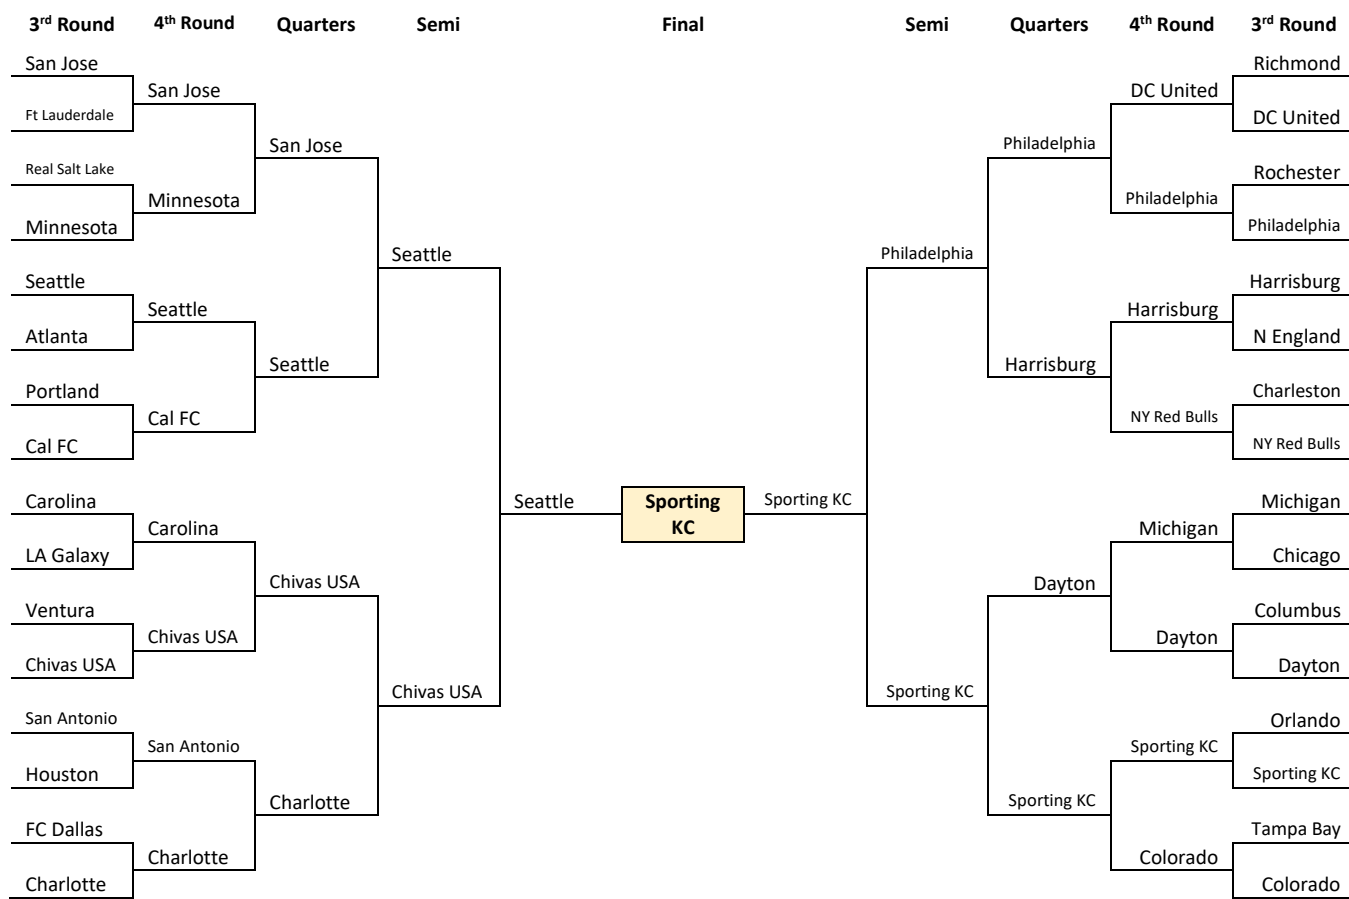 3rd Round 4th Round Quarters Semi Final Semi Quarters 4th Round 3rd Round
San Jose Richmond
San Jose DC United
Ft Lauderdale DC United
San Jose Philadelphia
Real Salt Lake Rochester
Minnesota Philadelphia
Minnesota Philadelphia
Seattle Philadelphia
Seattle Harrisburg
Seattle Harrisburg
Atlanta N England
Seattle Harrisburg
Portland Charleston
Cal FC NY Red Bulls
Cal FC NY Red Bulls
Carolina Seattle Sporting Sporting KC Michigan
KC
Carolina Michigan
LA Galaxy Chicago
Chivas USA Dayton
Ventura Columbus
Chivas USA Dayton
Chivas USA Dayton
Chivas USA Sporting KC
San Antonio Orlando
San Antonio Sporting KC
Houston Sporting KC
Charlotte Sporting KC
FC Dallas Tampa Bay
Charlotte Colorado
Charlotte Colorado